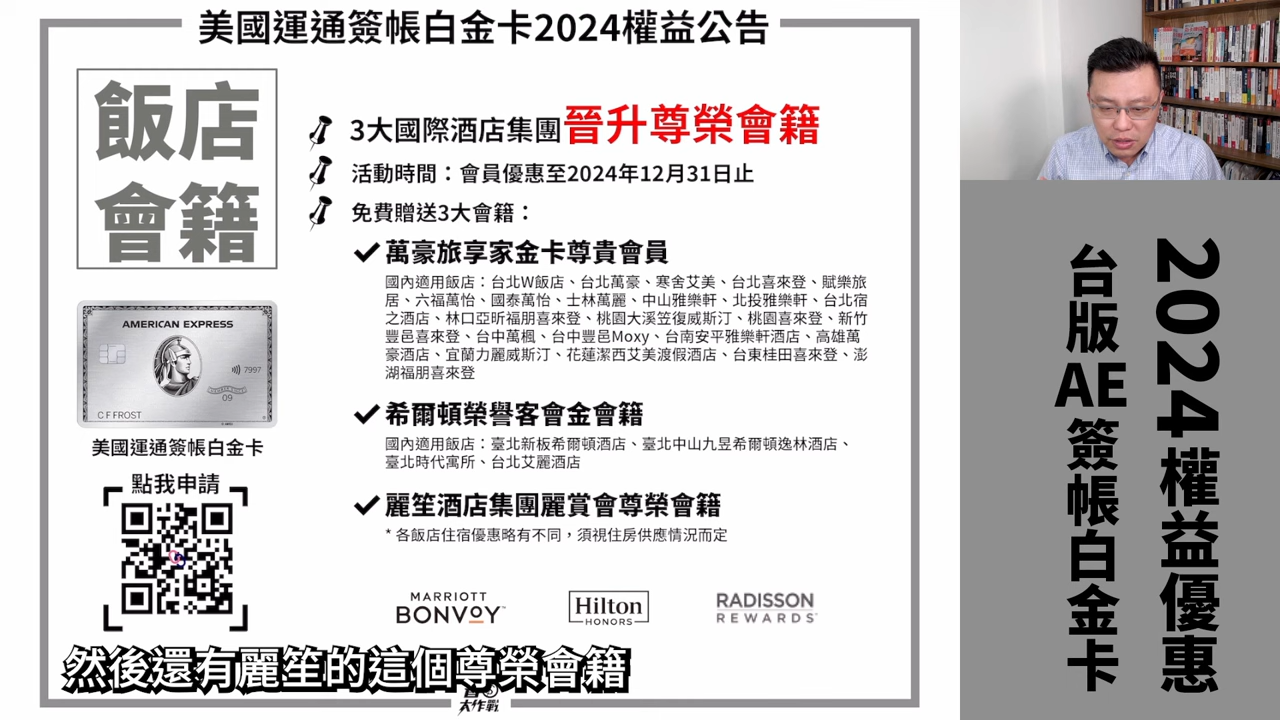 美國運通簽帳白金卡2024權益公告
飯店
會籍
3大國際酒店集團晉升尊榮會籍
活動時間：會員優惠至2024年12月31日止
免費贈送3大會籍：
萬豪旅享家金卡尊貴會員
國內適用飯店：台北W飯店、台北萬豪、寒舍艾美、台北喜來登、賦樂旅
居、六福萬怡、國泰萬怡、士林萬麗、中山雅樂軒、北投雅樂軒、台北宿
之酒店、林口亞昕福朋喜來登、桃園大溪笠復威斯汀、桃園喜來登、新竹
豐邑喜來登、台中萬楓、台中豐邑Moxy、台南安平雅樂軒酒店、高雄萬
豪酒店、宜蘭力麗威斯汀、花蓮潔西艾美渡假酒店、台東桂田喜來登、澎
湖福朋喜來登
希爾頓榮譽客會金會籍
國內適用飯店：臺北新板希爾頓酒店、臺北中山九昱希爾頓逸林酒店、
臺北時代寓所、台北艾麗酒店
麗笙酒店集團麗賞會尊榮會籍
* 各飯店住宿優惠略有不同，須視住房供應情況而定
MARRIOTT
BONVOY™
Hilton
HONORS
RADISSON
REWARDS
AMERICAN EXPRESS
7997
09
C F FROST
美國運通簽帳白金卡
點我申請
然後還有麗笙的這個尊榮會籍
大作戰
2024權益優惠
台版AE簽帳白金卡